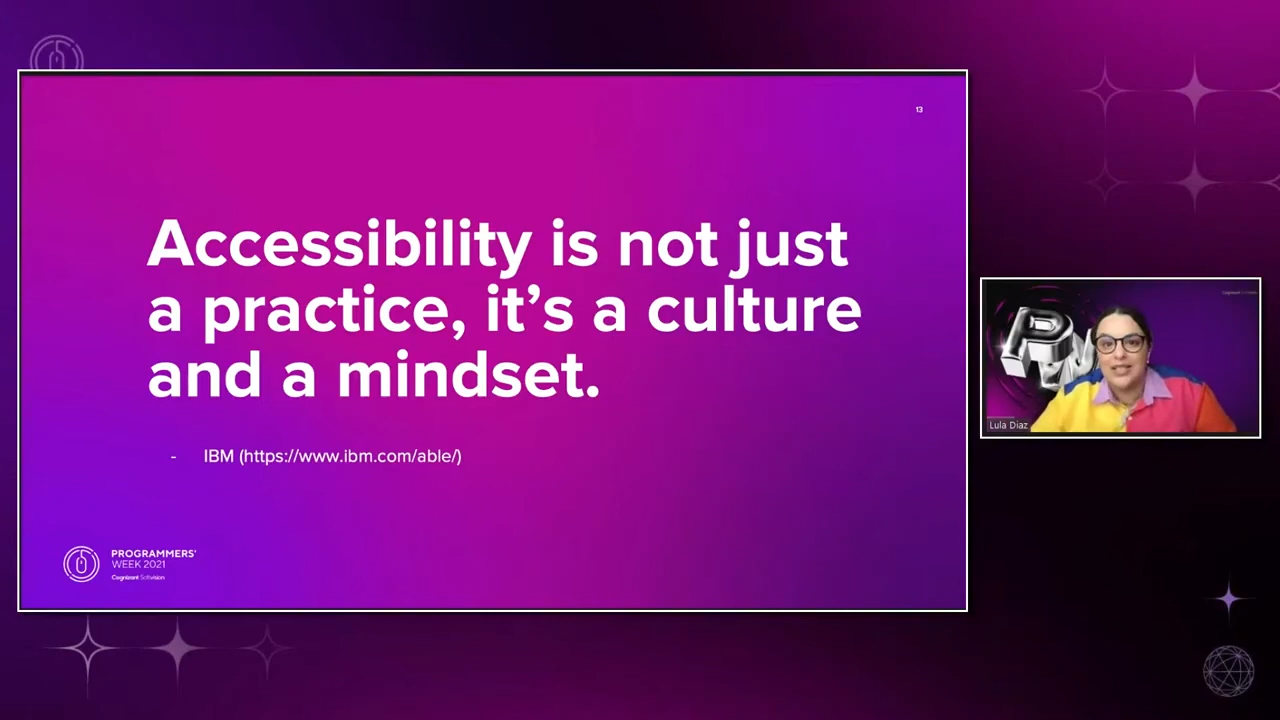 13
Accessibility is not just
a practice, it’s a culture
and a mindset.
- IBM (https://www.ibm.com/able/)
PROGRAMMERS'
WEEK 2021
Cognizant Softvision
Lula Diaz